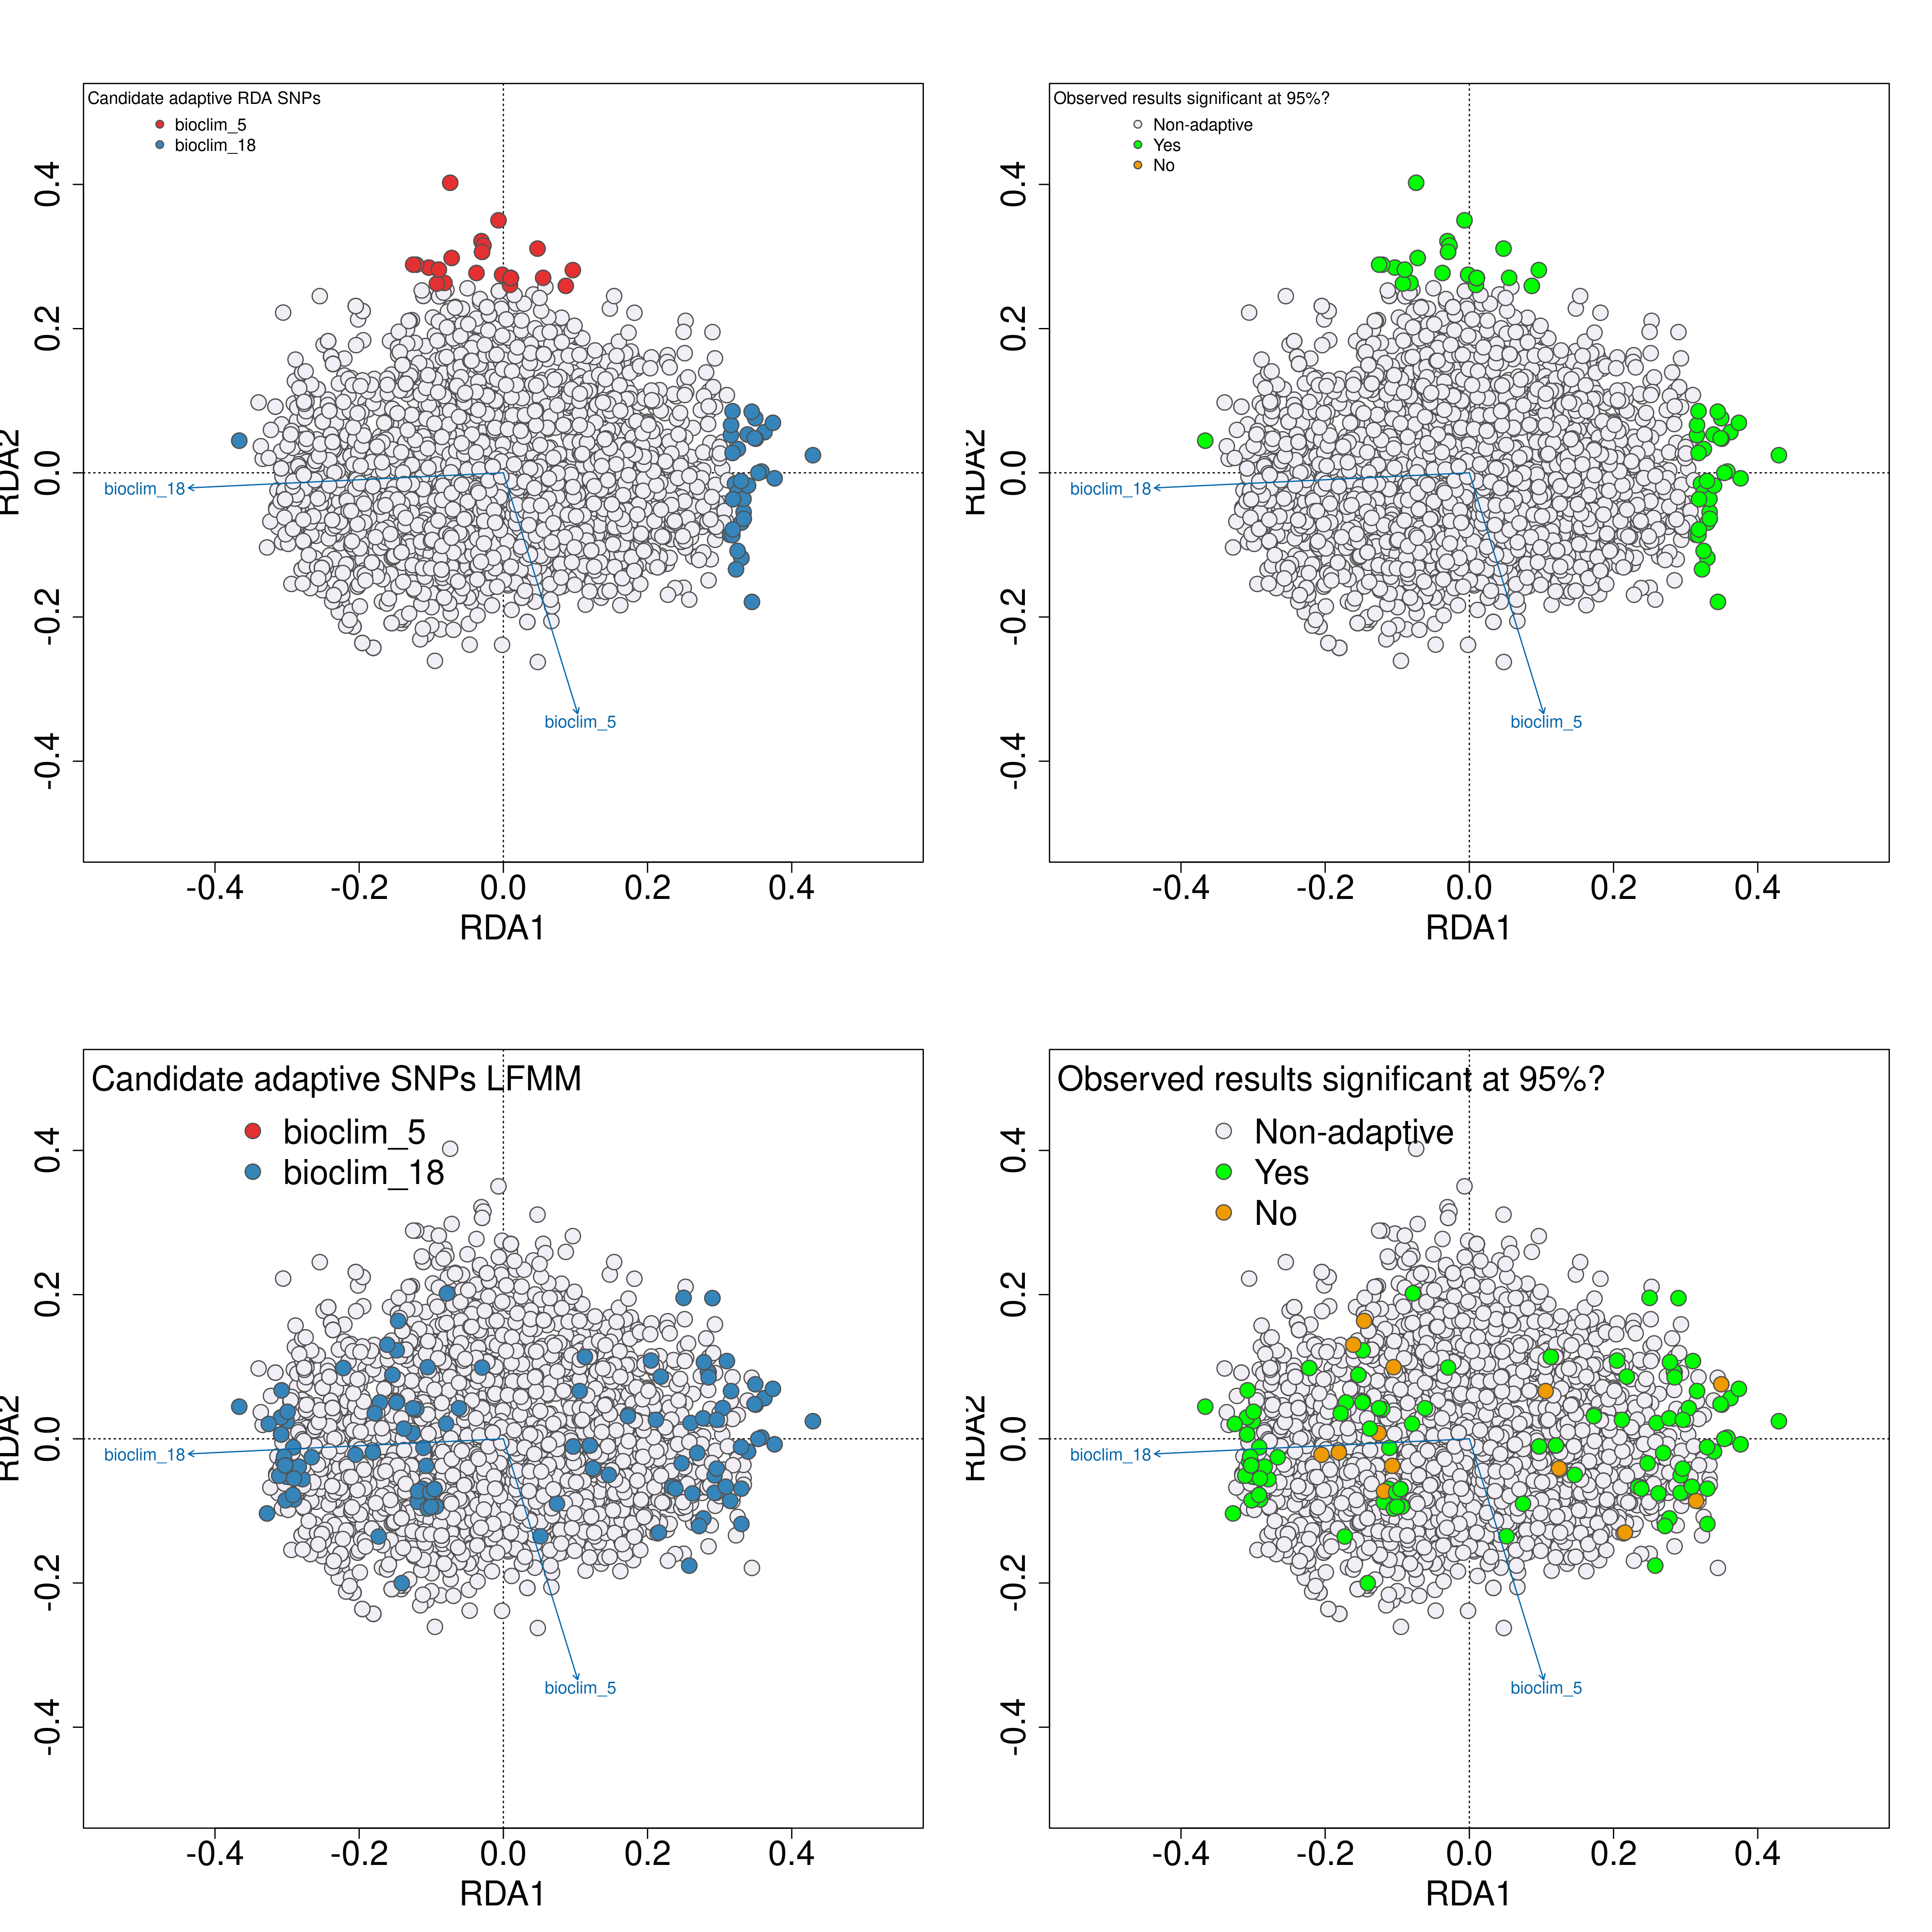 Candidate adaptive RDA SNPs
bioclim_5
bioclim_18
0.4
0.2
0.0
-0.2
-0.4
RDA2
bioclim_18
bioclim_5
-0.4 -0.2 0.0 0.2 0.4
RDA1
Observed results significant at 95%?
Non-adaptive
Yes
No
0.4
0.2
0.0
-0.2
-0.4
RDA2
bioclim_18
bioclim_5
-0.4 -0.2 0.0 0.2 0.4
RDA1
Candidate adaptive SNPs LFMM
bioclim_5
bioclim_18
0.4
0.2
0.0
-0.2
-0.4
RDA2
bioclim_18
bioclim_5
-0.4 -0.2 0.0 0.2 0.4
RDA1
Observed results significant at 95%?
Non-adaptive
Yes
No
0.4
0.2
0.0
-0.2
-0.4
RDA2
bioclim_18
bioclim_5
-0.4 -0.2 0.0 0.2 0.4
RDA1